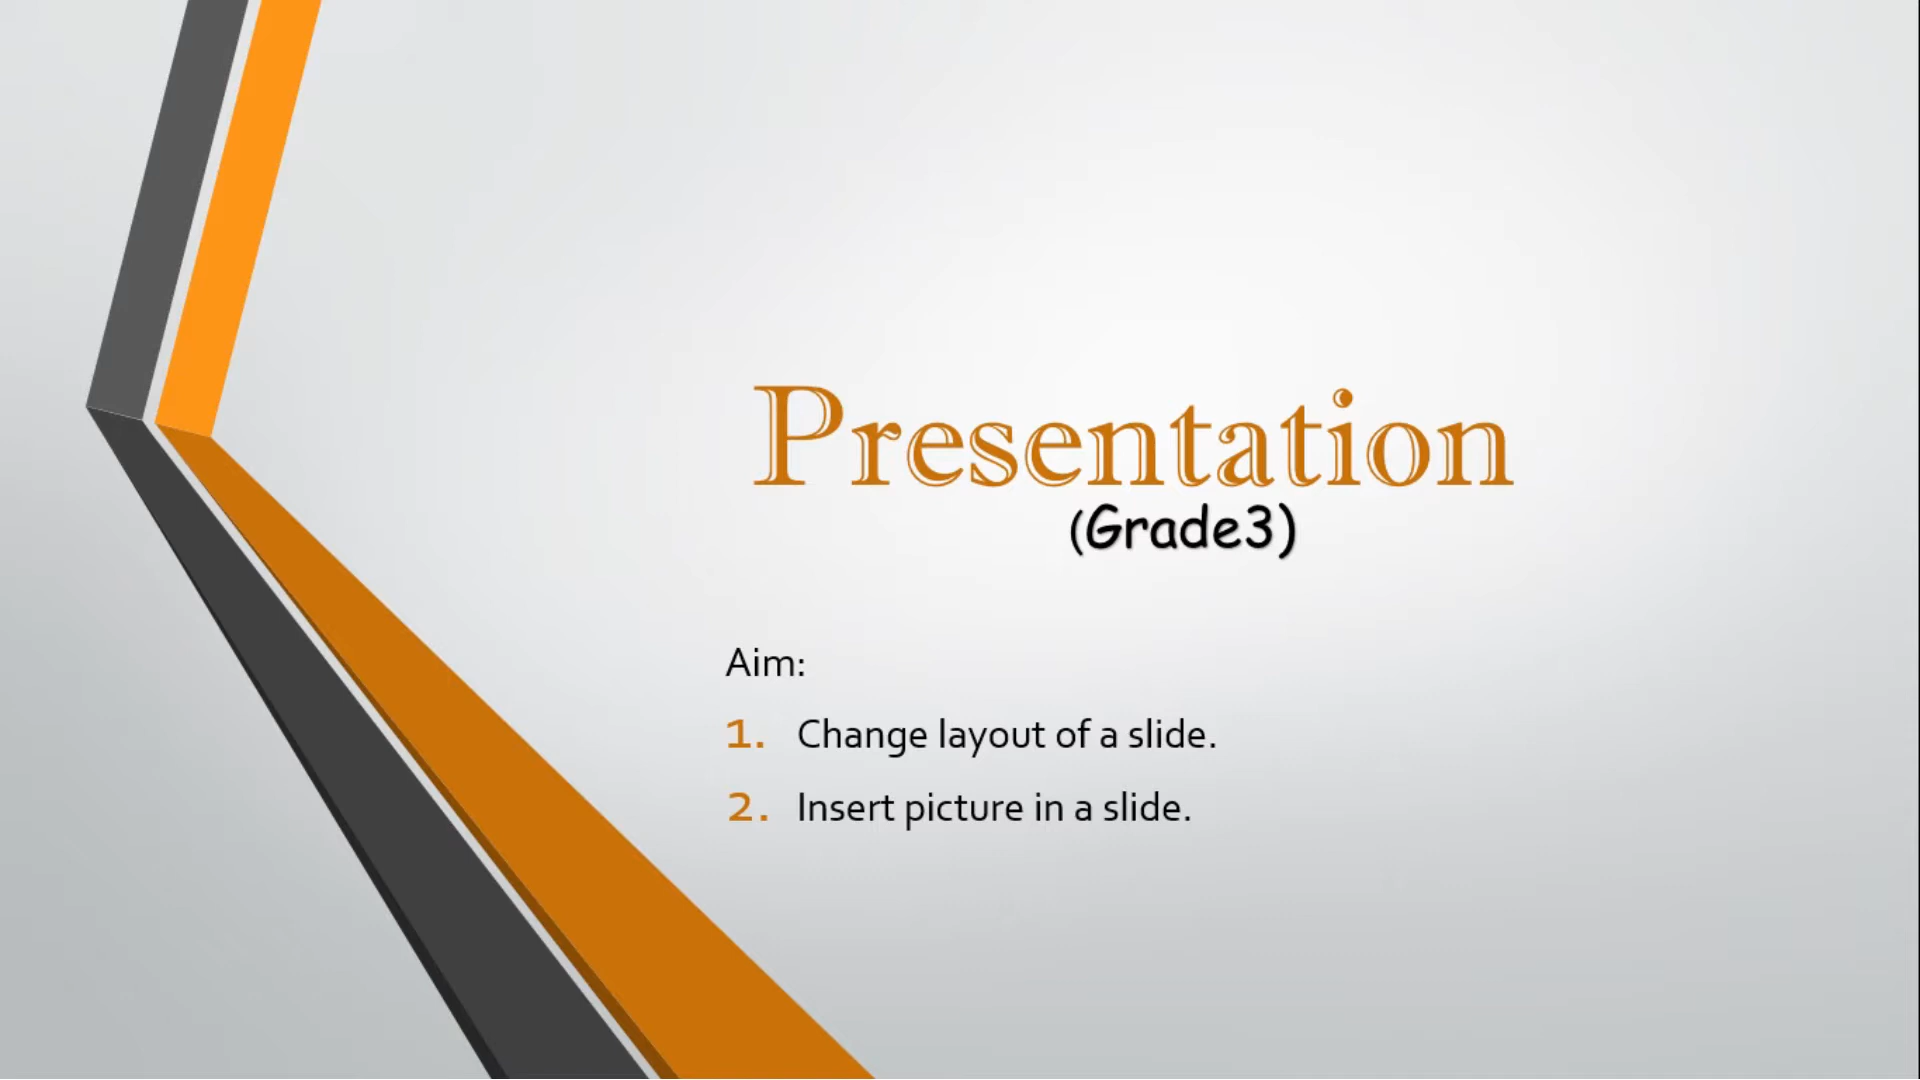 Presentation
(Grade3)
Aim:
1. Change layout of a slide.
2. Insert picture in a slide.